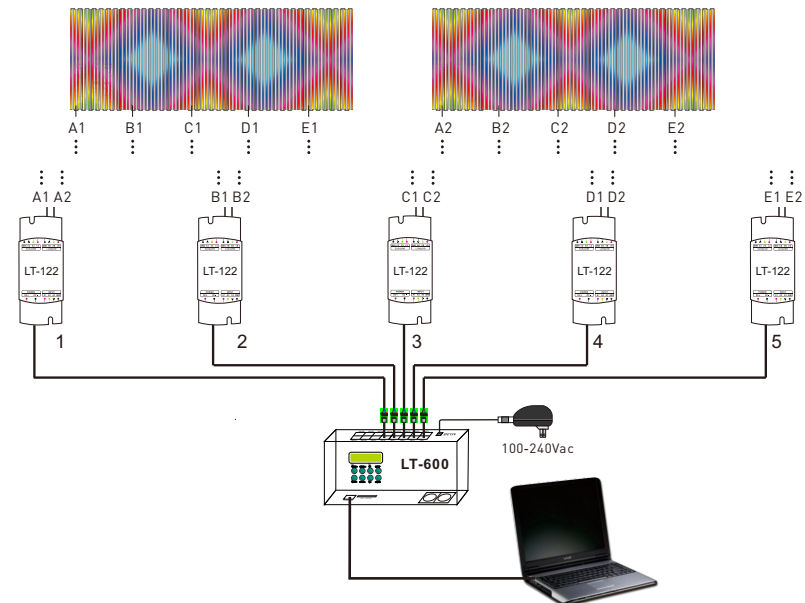 A1 B1 C1 D1 E1 A2 B2 C2 D2 E2
A1 A2 B1 B2 C1 C2 D1 D2 E1 E2
LT-122 LT-122 LT-122 LT-122 LT-122
1 2 3 4 5
100-240Vac
LT-600